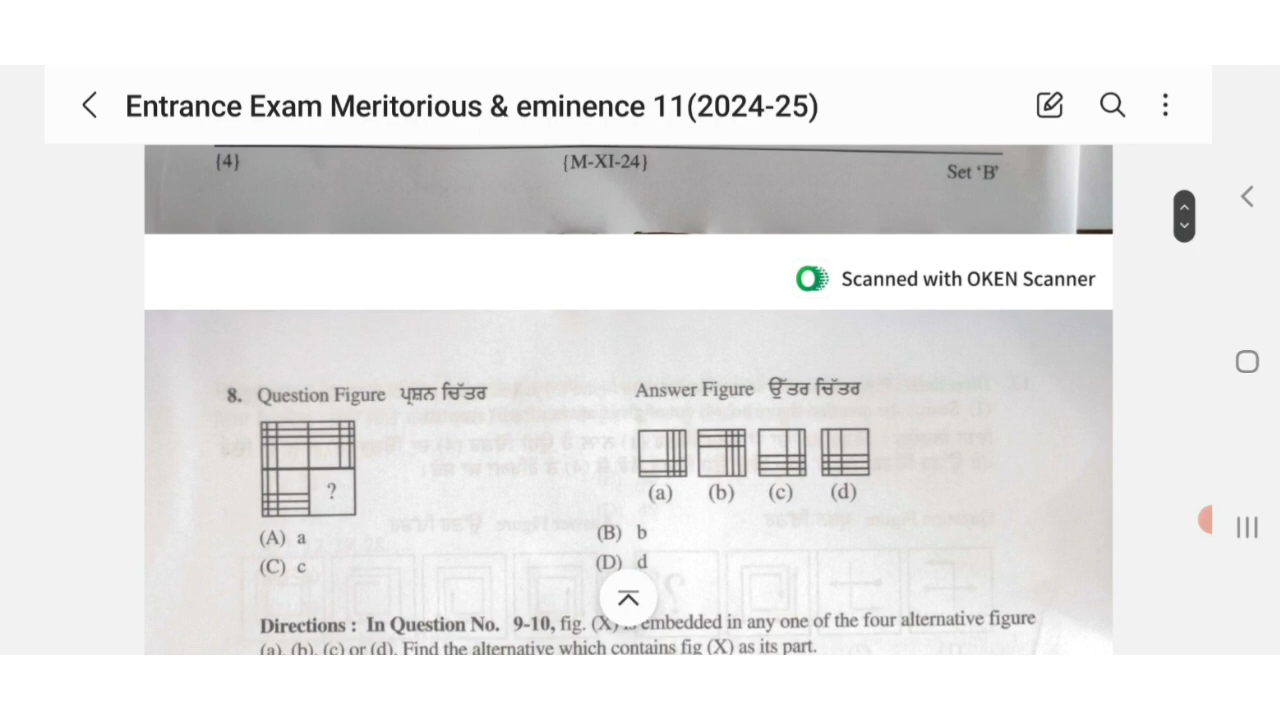 Entrance Exam Meritorious & eminence 11(2024-25)
{4} {M-XI-24} Set ‘B’
Scanned with OKEN Scanner
8. Question Figure ਪ੍ਰਸ਼ਨ ਚਿੱਤਰ Answer Figure ਉੱਤਰ ਚਿੱਤਰ
?
(a) (b) (c) (d)
(A) a (B) b
(C) c (D) d
Directions : In Question No. 9-10, fig. (X) embedded in any one of the four alternative figure
(a), (b), (c) or (d). Find the alternative which contains fig (X) as its part.